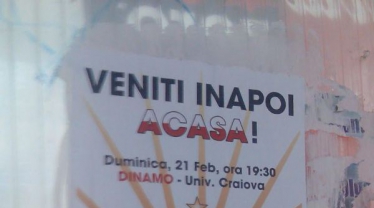 VENITI INAPOI
ACASA!
Duminica, 21 Feb, ora 19:30
DINAMO - Univ. Craiova